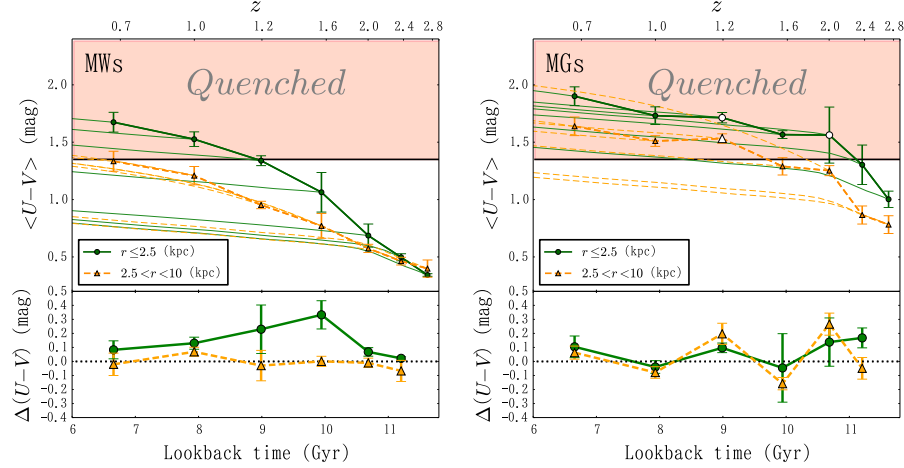 z
0.7 1.0 1.2 1.6 2.0 2.4 2.8
MWs
Quenched
2.0
1.5
1.0
0.5
<U−V> (mag)
r≤2.5 (kpc)
2.5<r<10 (kpc)
0.5
0.4
0.3
0.2
0.1
0.0
−0.1
−0.2
−0.3
−0.4
Δ(U−V) (mag)
6 7 8 9 10 11
Lookback time (Gyr)
z
0.7 1.0 1.2 1.6 2.0 2.4 2.8
MGs
Quenched
2.0
1.5
1.0
0.5
<U−V> (mag)
r≤2.5 (kpc)
2.5<r<10 (kpc)
0.5
0.4
0.3
0.2
0.1
0.0
−0.1
−0.2
−0.3
−0.4
Δ(U−V) (mag)
6 7 8 9 10 11
Lookback time (Gyr)